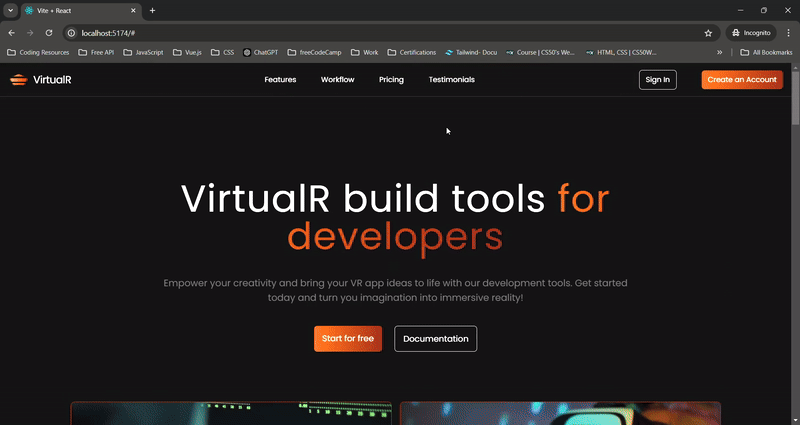 Vite + React
localhost:5174/#
Incognito
Coding Resources
Free API
JavaScript
Vue.js
CSS
ChatGPT
freeCodeCamp
Work
Certifications
Tailwind- Docu
Course | CS50's We...
HTML, CSS | CS50W...
»
All Bookmarks
VirtualR
Features
Workflow
Pricing
Testimonials
Sign In
Create an Account
VirtualR build tools for
developers
Empower your creativity and bring your VR app ideas to life with our development tools. Get started
today and turn you imagination into immersive reality!
Start for free
Documentation